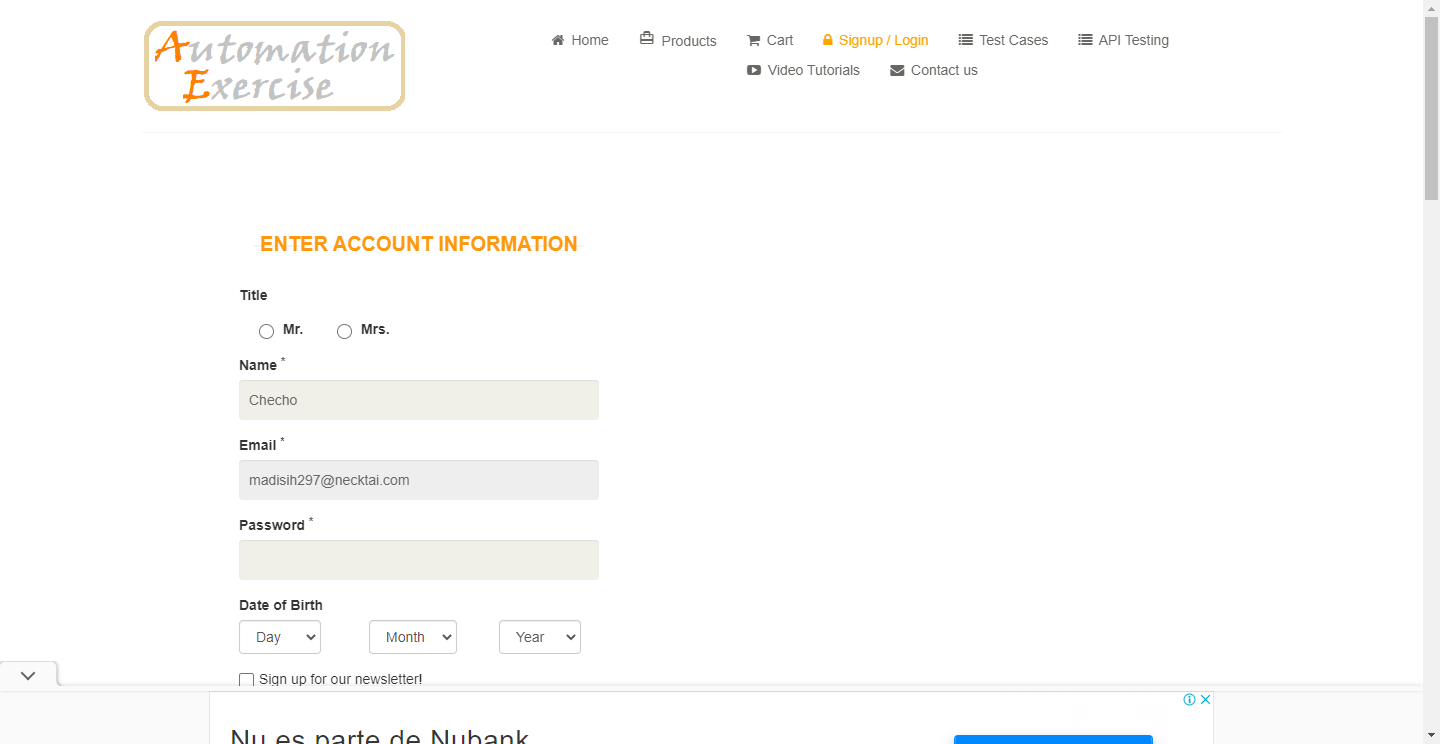 Automation
Exercise
Home
Products
Cart
Signup / Login
Test Cases
API Testing
Video Tutorials
Contact us
ENTER ACCOUNT INFORMATION
Title
Mr. Mrs.
Name *
Checho
Email *
madisih297@necktai.com
Password *
Date of Birth
Day Month Year
Sign up for our newsletter!
Nu es parte de Nubank